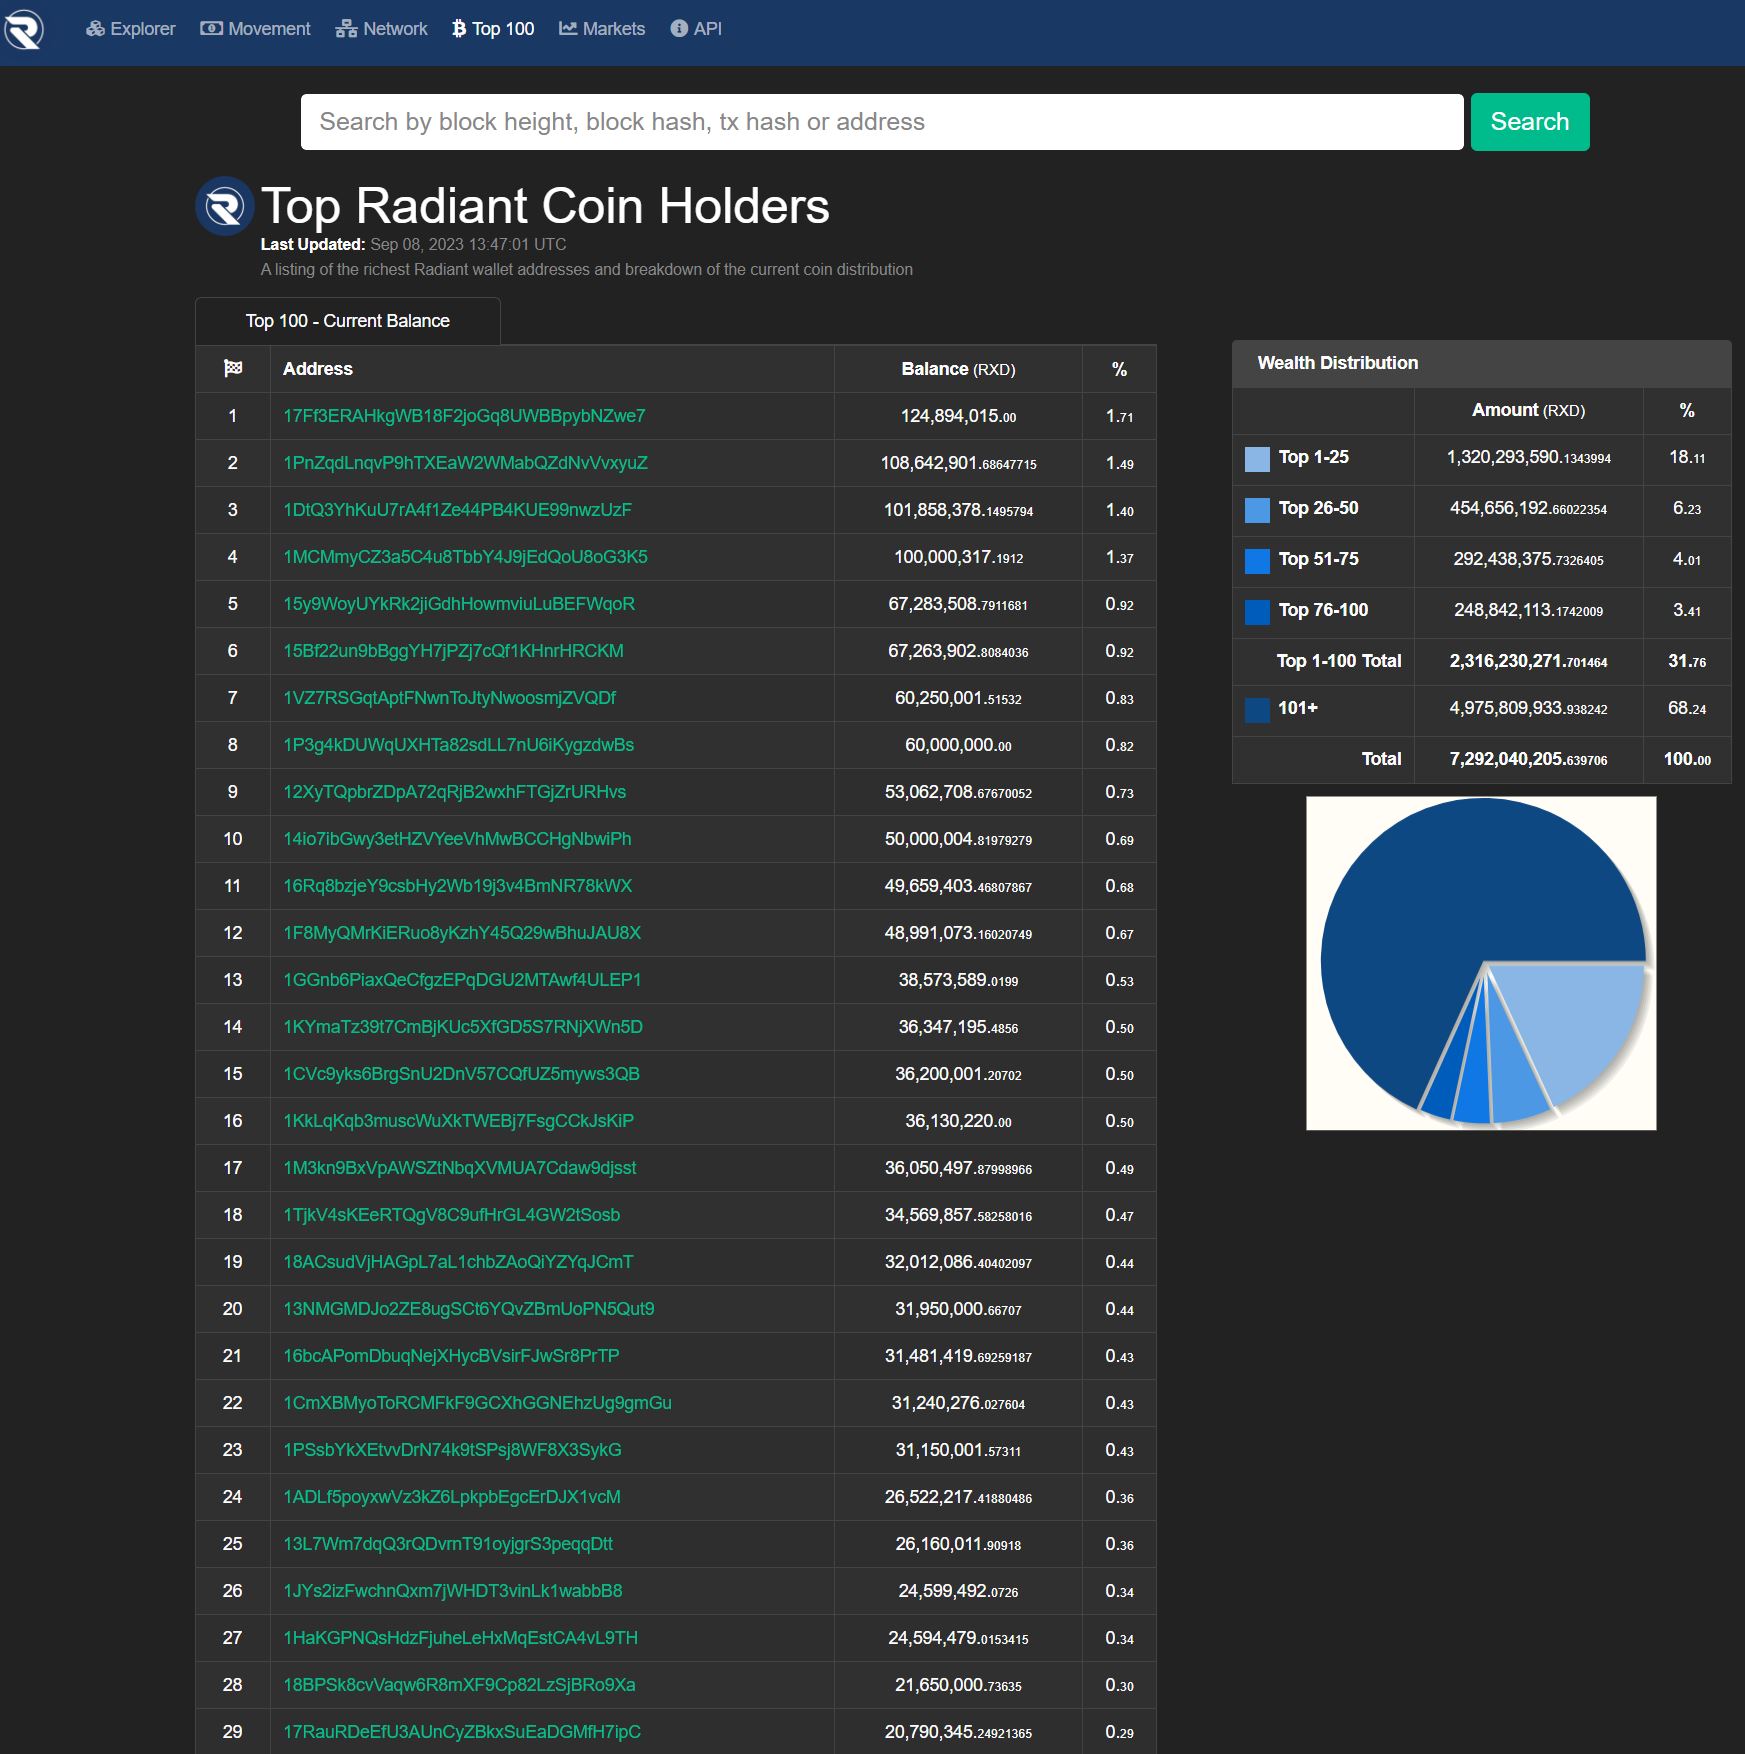 Explorer Movement Network Top 100 Markets API
Search by block height, block hash, tx hash or address Search
Top Radiant Coin Holders
Last Updated: Sep 08, 2023 13:47:01 UTC
A listing of the richest Radiant wallet addresses and breakdown of the current coin distribution
Top 100 - Current Balance
Address Balance (RXD) %
1 17Ff3ERAHkgWB18F2joGq8UWBBpybNZwe7 124,894,015.00 1.71
2 1PnZqdLnqvP9hTXEaW2WMabQZdNvVvxyuZ 108,642,901.68647715 1.49
3 1DtQ3YhKuU7rA4f1Ze44PB4KUE99nwzUzF 101,858,378.1495794 1.40
4 1MCMmyCZ3a5C4u8TbbY4J9jEdQoU8oG3K5 100,000,317.1912 1.37
5 15y9WoyUYkRk2jiGdhHowmviuLuBEFWqoR 67,283,508.7911681 0.92
6 15Bf22un9bBggYH7jPZj7cQf1KHnrHRCKM 67,263,902.8084036 0.92
7 1VZ7RSGqtAptFNwnToJtyNwoosmjZVQDf 60,250,001.51532 0.83
8 1P3g4kDUWqUXHTa82sdLL7nU6iKygzdwBs 60,000,000.00 0.82
9 12XyTQpbrZDpA72qRjB2wxhFTGjZrURHvs 53,062,708.67670052 0.73
10 14io7ibGwy3etHZVYeeVhMwBCCHgNbwiPh 50,000,004.81979279 0.69
11 16Rq8bzjeY9csbHy2Wb19j3v4BmNR78kWX 49,659,403.46807867 0.68
12 1F8MyQMrKiERuo8yKzhY45Q29wBhuJAU8X 48,991,073.16020749 0.67
13 1GGnb6PiaxQeCfgzEPqDGU2MTAwf4ULEP1 38,573,589.0199 0.53
14 1KYmaTz39t7CmBjKUc5XfGD5S7RNjXWn5D 36,347,195.4856 0.50
15 1CVc9yks6BrgSnU2DnV57CQfUZ5myws3QB 36,200,001.20702 0.50
16 1KkLqKqb3muscWuXkTWEBj7FsgCCkJsKiP 36,130,220.00 0.50
17 1M3kn9BxVpAWSZtNbqXVMUA7Cdaw9djsst 36,050,497.87998966 0.49
18 1TjkV4sKEeRTQgV8C9ufHrGL4GW2tSosb 34,569,857.58258016 0.47
19 18ACsudVjHAGpL7aL1chbZAoQiYZYqJCmT 32,012,086.40402097 0.44
20 13NMGMDJo2ZE8ugSCt6YQvZBmUoPN5Qut9 31,950,000.66707 0.44
21 16bcAPomDbuqNejXHycBVsirFJwSr8PrTP 31,481,419.69259187 0.43
22 1CmXBMyoToRCMFkF9GCXhGGNEhzUg9gmGu 31,240,276.027604 0.43
23 1PSsbYkXEtvvDrN74k9tSPsj8WF8X3SykG 31,150,001.57311 0.43
24 1ADLf5poyxwVz3kZ6LpkpbEgcErDJX1vcM 26,522,217.41880486 0.36
25 13L7Wm7dqQ3rQDvrnT91oyjgrS3peqqDtt 26,160,011.90918 0.36
26 1JYs2izFwchnQxm7jWHDT3vinLk1wabbB8 24,599,492.0726 0.34
27 1HaKGPNQsHdzFjuheLeHxMqEstCA4vL9TH 24,594,479.0153415 0.34
28 18BPSk8cvVaqw6R8mXF9Cp82LzSjBRo9Xa 21,650,000.73635 0.30
29 17RauRDeEfU3AUnCyZBkxSuEaDGMfH7ipC 20,790,345.24921365 0.29
Wealth Distribution
Amount (RXD) %
Top 1-25 1,320,293,590.1343994 18.11
Top 26-50 454,656,192.66022354 6.23
Top 51-75 292,438,375.7326405 4.01
Top 76-100 248,842,113.1742009 3.41
Top 1-100 Total 2,316,230,271.701464 31.76
101+ 4,975,809,933.938242 68.24
Total 7,292,040,205.639706 100.00